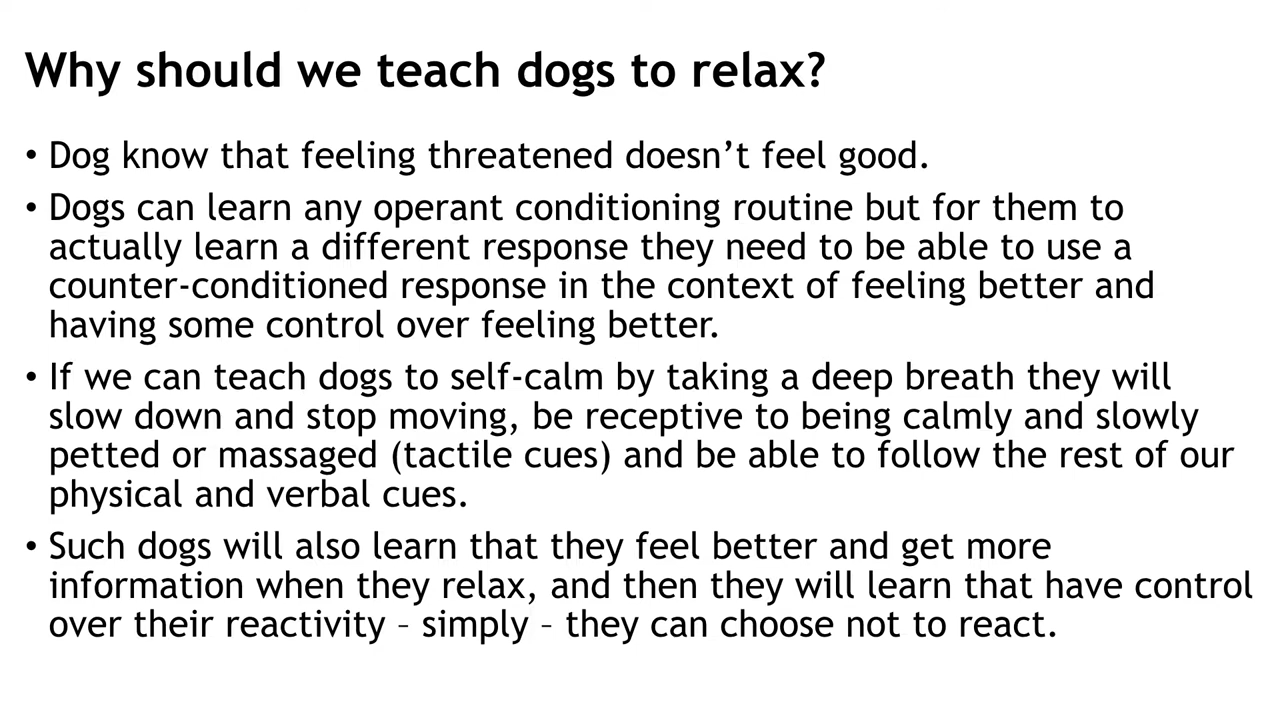 Why should we teach dogs to relax?
• Dog know that feeling threatened doesn’t feel good.
• Dogs can learn any operant conditioning routine but for them to
actually learn a different response they need to be able to use a
counter-conditioned response in the context of feeling better and
having some control over feeling better.
• If we can teach dogs to self-calm by taking a deep breath they will
slow down and stop moving, be receptive to being calmly and slowly
petted or massaged (tactile cues) and be able to follow the rest of our
physical and verbal cues.
• Such dogs will also learn that they feel better and get more
information when they relax, and then they will learn that have control
over their reactivity – simply – they can choose not to react.